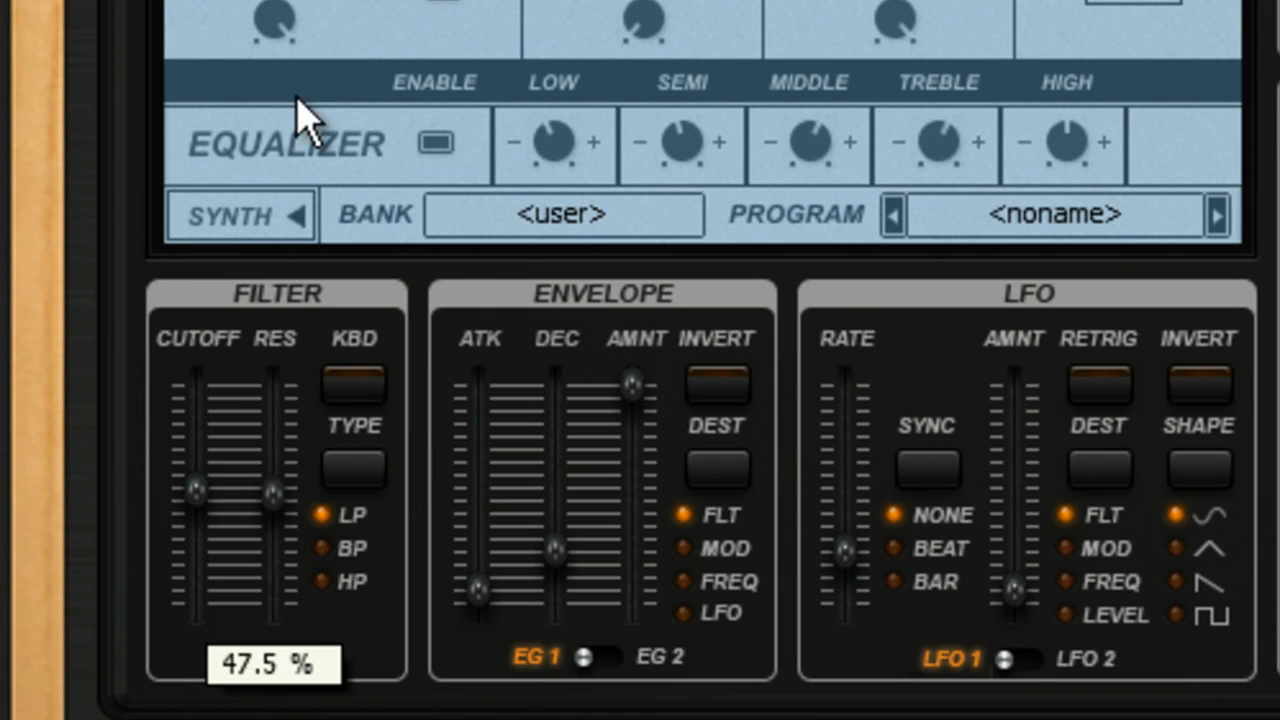 ENABLE LOW SEMI MIDDLE TREBLE HIGH
EQUALIZER - + - + - + - + - +
SYNTH BANK <user> PROGRAM <noname>
FILTER ENVELOPE LFO
CUTOFF RES KBD ATK DEC AMNT INVERT RATE AMNT RETRIG INVERT
TYPE DEST SYNC DEST SHAPE
LP FLT NONE FLT
BP MOD BEAT MOD
HP FREQ BAR FREQ
LFO LEVEL
47.5 % EG 1 EG 2 LFO 1 LFO 2